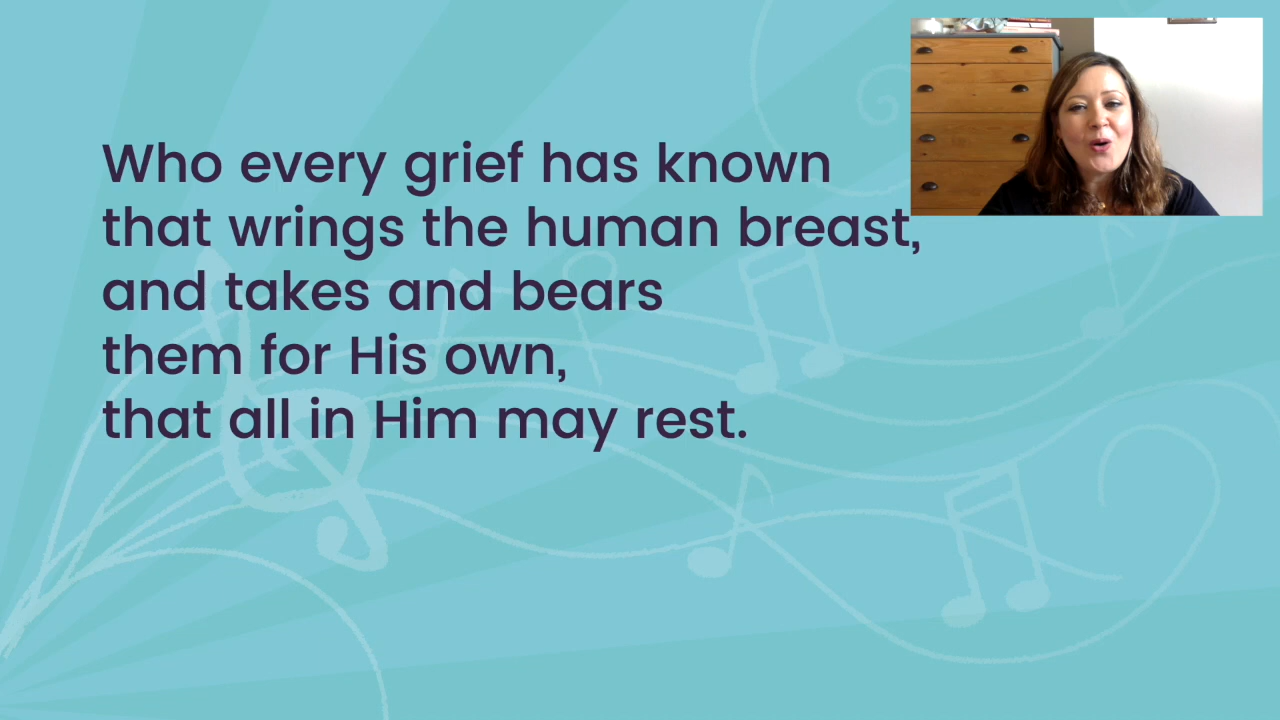 Who every grief has known
that wrings the human breast,
and takes and bears
them for His own,
that all in Him may rest.